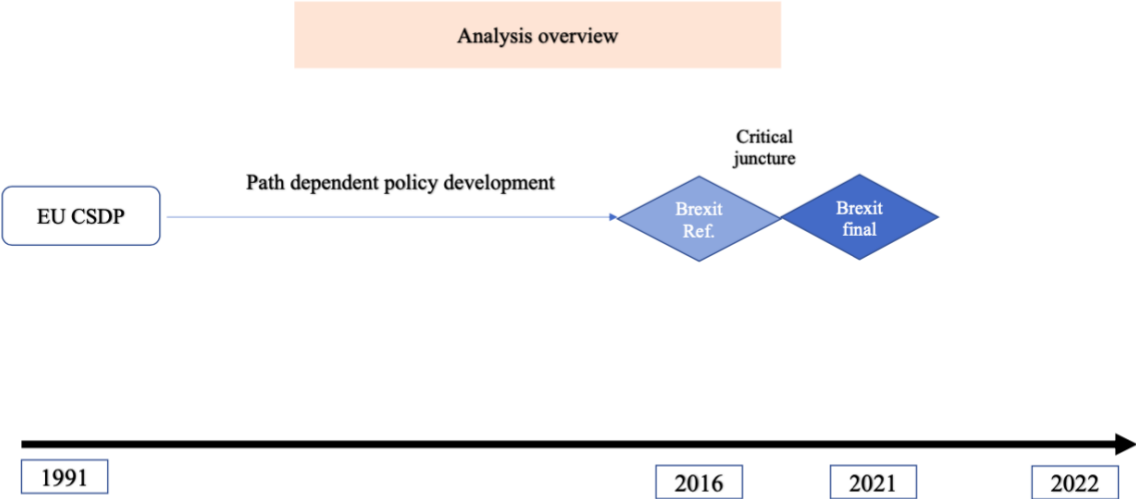 Analysis overview
Critical
juncture
Path dependent policy development
EU CSDP
Brexit
Ref.
Brexit
final
1991
2016
2021
2022